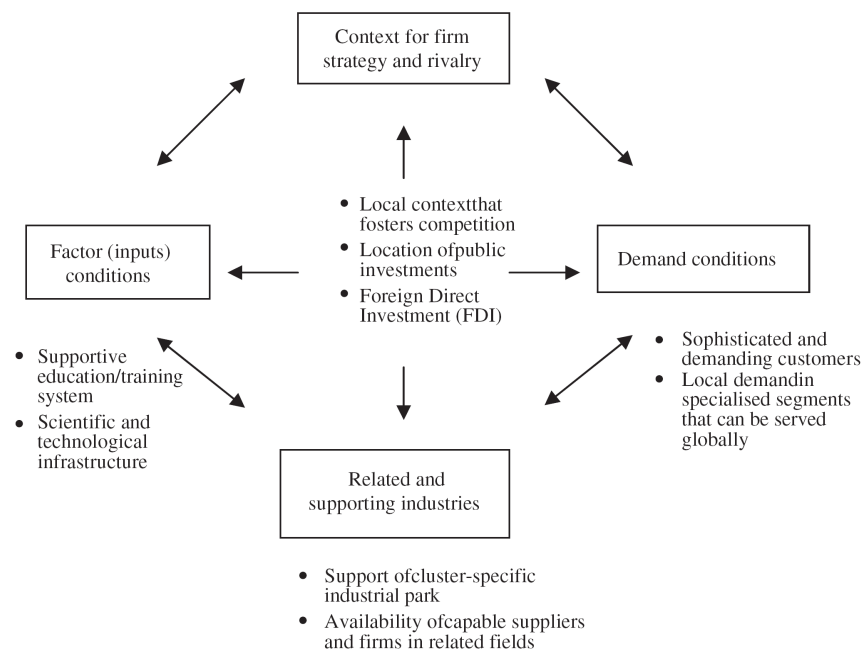 Context for firm
strategy and rivalry
• Local contextthat
fosters competition
• Location ofpublic
investments
• Foreign Direct
Investment (FDI)
Factor (inputs)
conditions
• Supportive
education/training
system
• Scientific and
technological
infrastructure
Demand conditions
• Sophisticated and
demanding customers
• Local demandin
specialised segments
that can be served
globally
Related and
supporting industries
• Support ofcluster-specific
industrial park
• Availability ofcapable suppliers
and firms in related fields